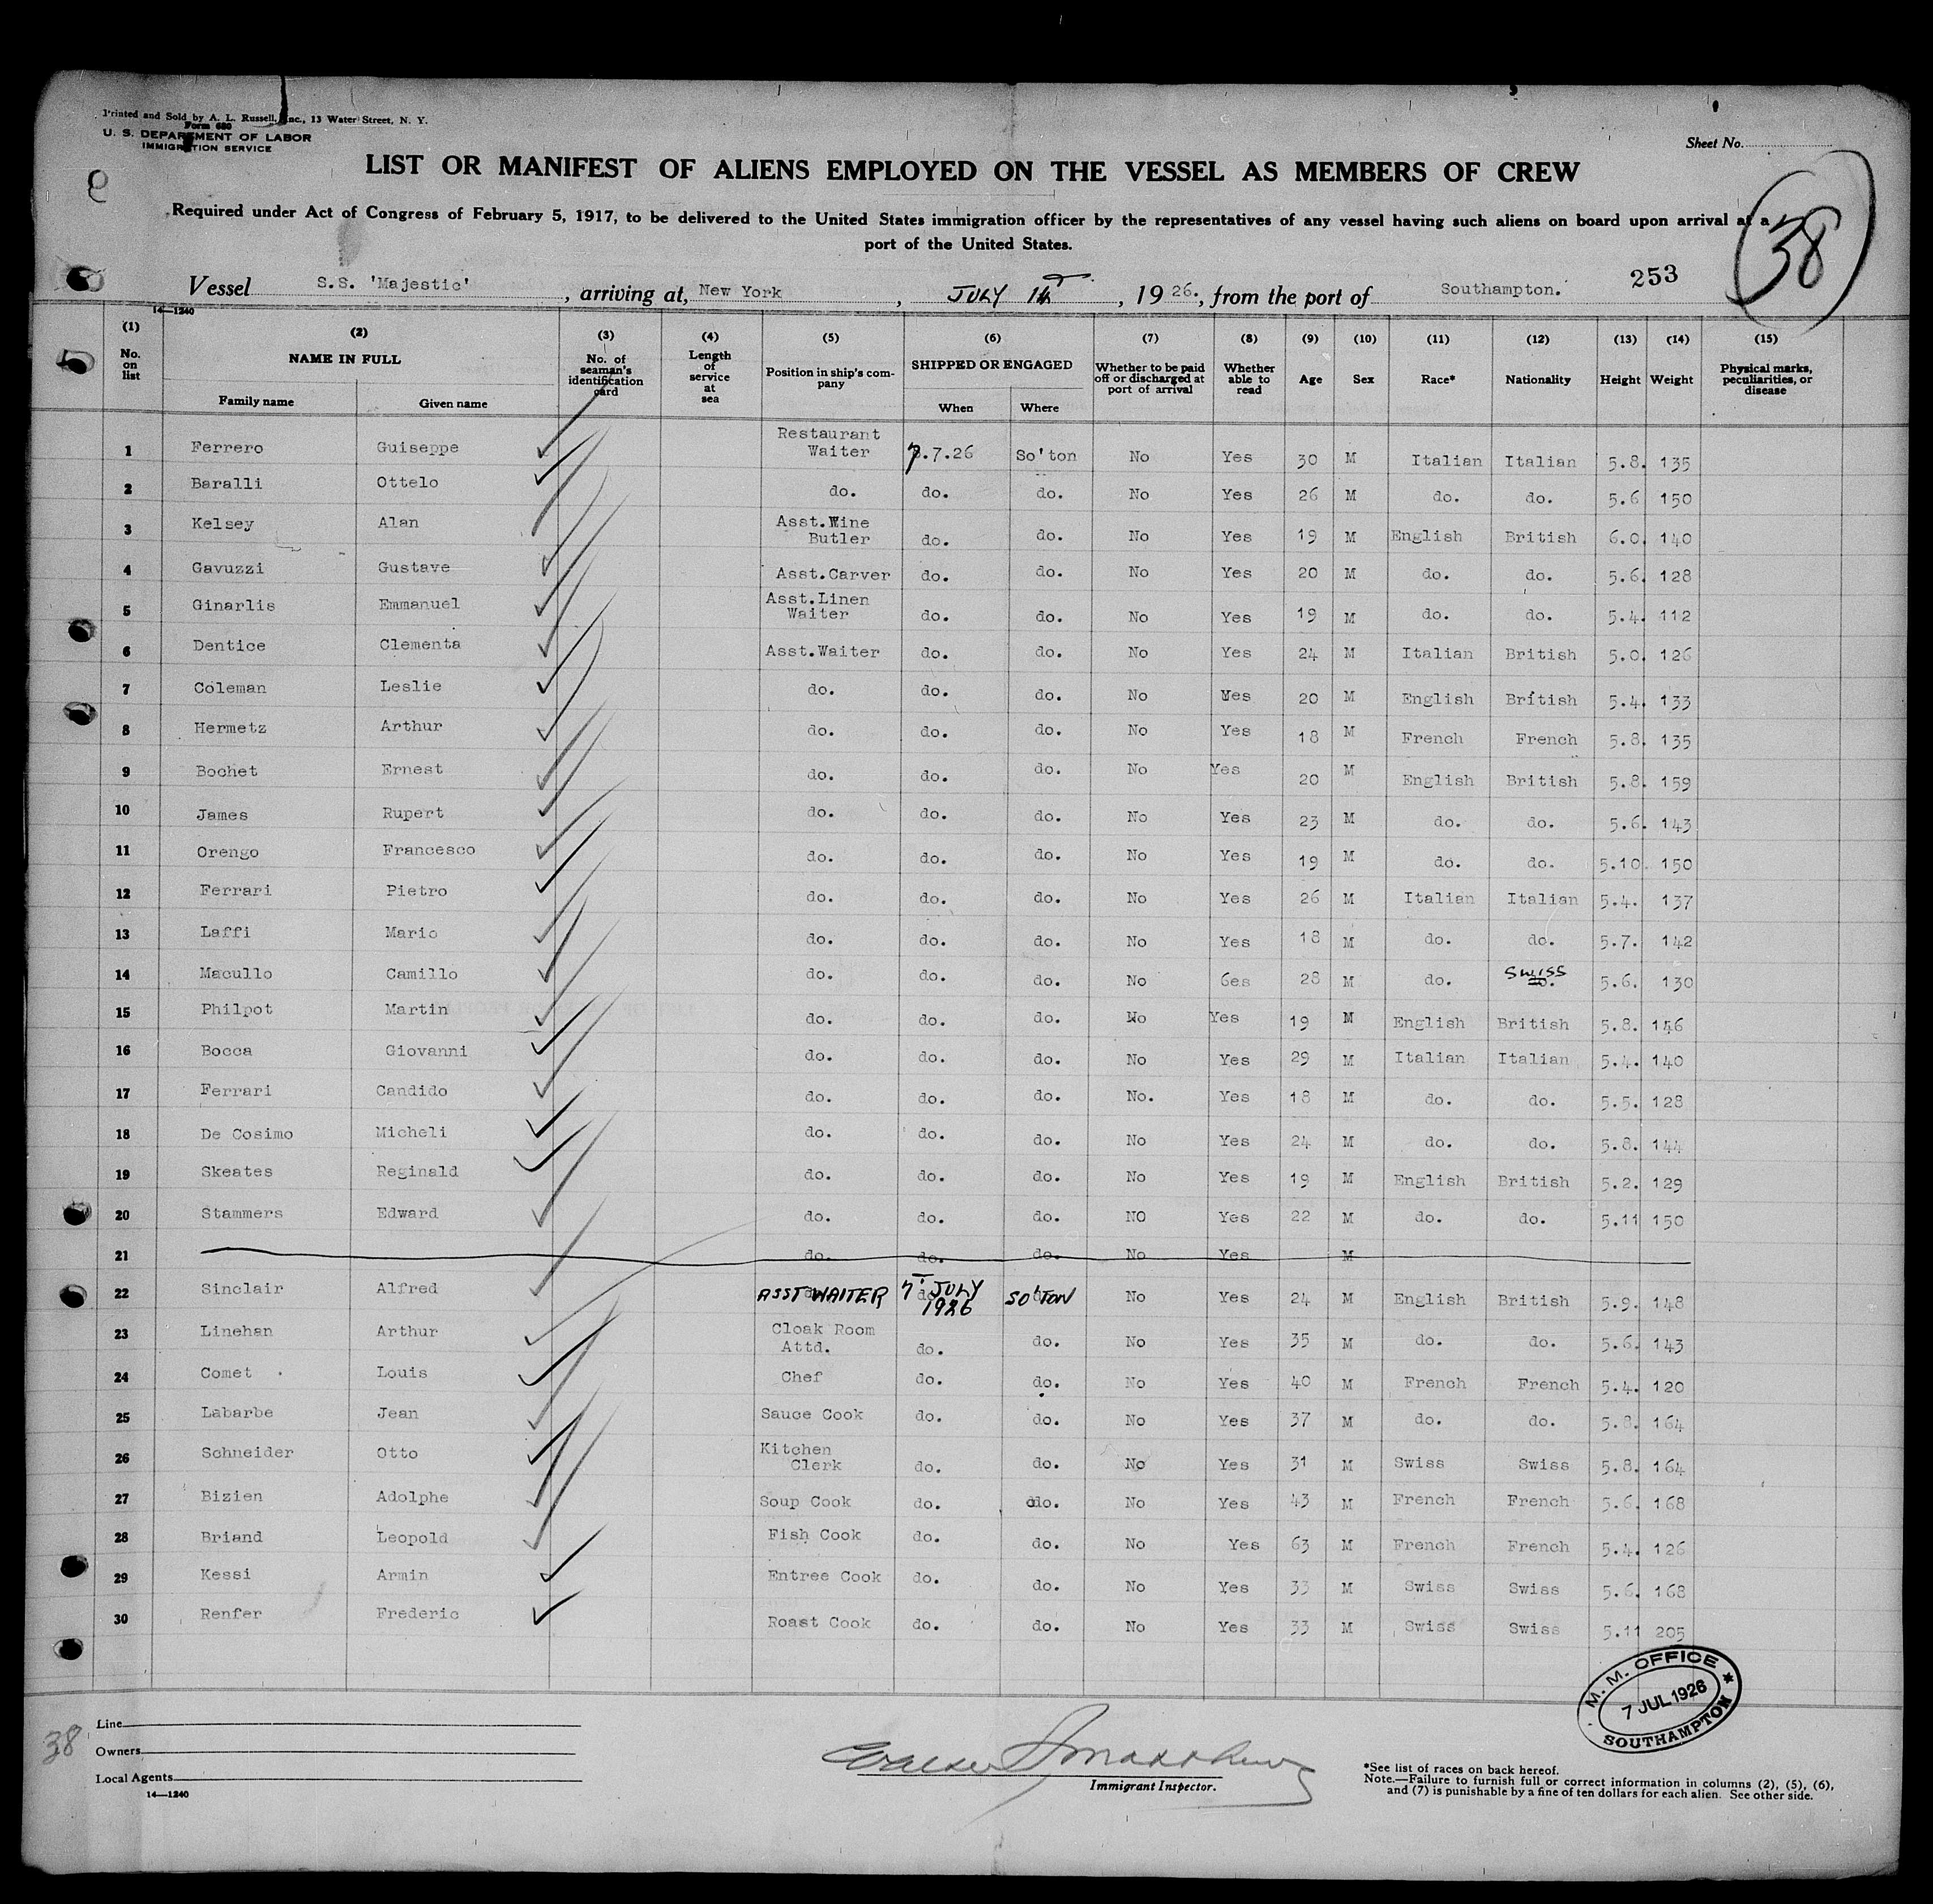 Printed and Sold by A. L. Russell, Inc., 13 Water Street, N. Y.
Form 680
U. S. DEPARTMENT OF LABOR
IMMIGRATION SERVICE
Sheet No.
LIST OR MANIFEST OF ALIENS EMPLOYED ON THE VESSEL AS MEMBERS OF CREW
38
Required under Act of Congress of February 5, 1917, to be delivered to the United States immigration officer by the representatives of any vessel having such aliens on board upon arrival at a
port of the United States.
253
Vessel S.S. 'Majestic' , arriving at, New York , JULY 14 , 19 26., from the port of Southampton.
14—1240
(1) (2) (3) (4) (5) (6) (7) (8) (9) (10) (11) (12) (13) (14) (15)
No. on list NAME IN FULL Family name Given name No. of seaman's identification card Length of service at sea Position in ship's company SHIPPED OR ENGAGED When Where Whether to be paid off or discharged at port of arrival Whether able to read Age Sex Race* Nationality Height Weight Physical marks, peculiarities, or disease
1 Ferrero Guiseppe Restaurant Waiter 7.7.26 So'ton No Yes 30 M Italian Italian 5.8. 135
2 Baralli Ottelo do. do. do. No Yes 26 M do. do. 5.6 150
3 Kelsey Alan Asst.Wine Butler do. do. No Yes 19 M English British 6.0. 140
4 Gavuzzi Gustave Asst.Carver do. do. No Yes 20 M do. do. 5.6. 128
5 Ginarlis Emmanuel Asst.Linen Waiter do. do. No Yes 19 M do. do. 5.4. 112
6 Dentice Clementa Asst.Waiter do. do. No Yes 24 M Italian British 5.0. 126
7 Coleman Leslie do. do. do. No Yes 20 M English British 5.4. 133
8 Hermetz Arthur do. do. do. No Yes 18 M French French 5.8. 135
9 Bochet Ernest do. do. do. No Yes 20 M English British 5.8. 159
10 James Rupert do. do. do. No Yes 23 M do. do. 5.6. 143
11 Orengo Francesco do. do. do. No Yes 19 M do. do. 5.10. 150
12 Ferrari Pietro do. do. do. No Yes 26 M Italian Italian 5.4. 137
13 Laffi Mario do. do. do. No Yes 18 M do. do. 5.7. 142
14 Macullo Camillo do. do. do. No 6es 28 M do. SWISS 5.6. 130
15 Philpot Martin do. do. do. No Yes 19 M English British 5.8. 146
16 Bocca Giovanni do. do. do. No Yes 29 M Italian Italian 5.4. 140
17 Ferrari Candido do. do. do. No. Yes 18 M do. do. 5.5. 128
18 De Cosimo Micheli do. do. do. No Yes 24 M do. do. 5.8. 144
19 Skeates Reginald do. do. do. No Yes 19 M English British 5.2. 129
20 Stammers Edward do. do. do. NO Yes 22 M do. do. 5.11 150
21 do. do. do. No Yes M
22 Sinclair Alfred ASST WAITER 7 JULY 1926 SO'TON No Yes 24 M English British 5.9. 148
23 Linehan Arthur Cloak Room Attd. do. do. No Yes 35 M do. do. 5.6. 143
24 Comet Louis Chef do. do. No Yes 40 M French French 5.4. 120
25 Labarbe Jean Sauce Cook do. do. No Yes 37 M do. do. 5.8. 164
26 Schneider Otto Kitchen Clerk do. do. No Yes 31 M Swiss Swiss 5.8. 164
27 Bizien Adolphe Soup Cook do. do. No Yes 43 M French French 5.6. 168
28 Briand Leopold Fish Cook do. do. No Yes 63 M French French 5.4. 126
29 Kessi Armin Entree Cook do. do. No Yes 33 M Swiss Swiss 5.6. 168
30 Renfer Frederic Roast Cook do. do. No Yes 33 M Swiss Swiss 5.11 205
M. M. OFFICE
7 JUL 1926
SOUTHAMPTON
38
Line
Owners
Local Agents
14—1240
Immigrant Inspector.
*See list of races on back hereof.
Note.—Failure to furnish full or correct information in columns (2), (5), (6),
and (7) is punishable by a fine of ten dollars for each alien. See other side.